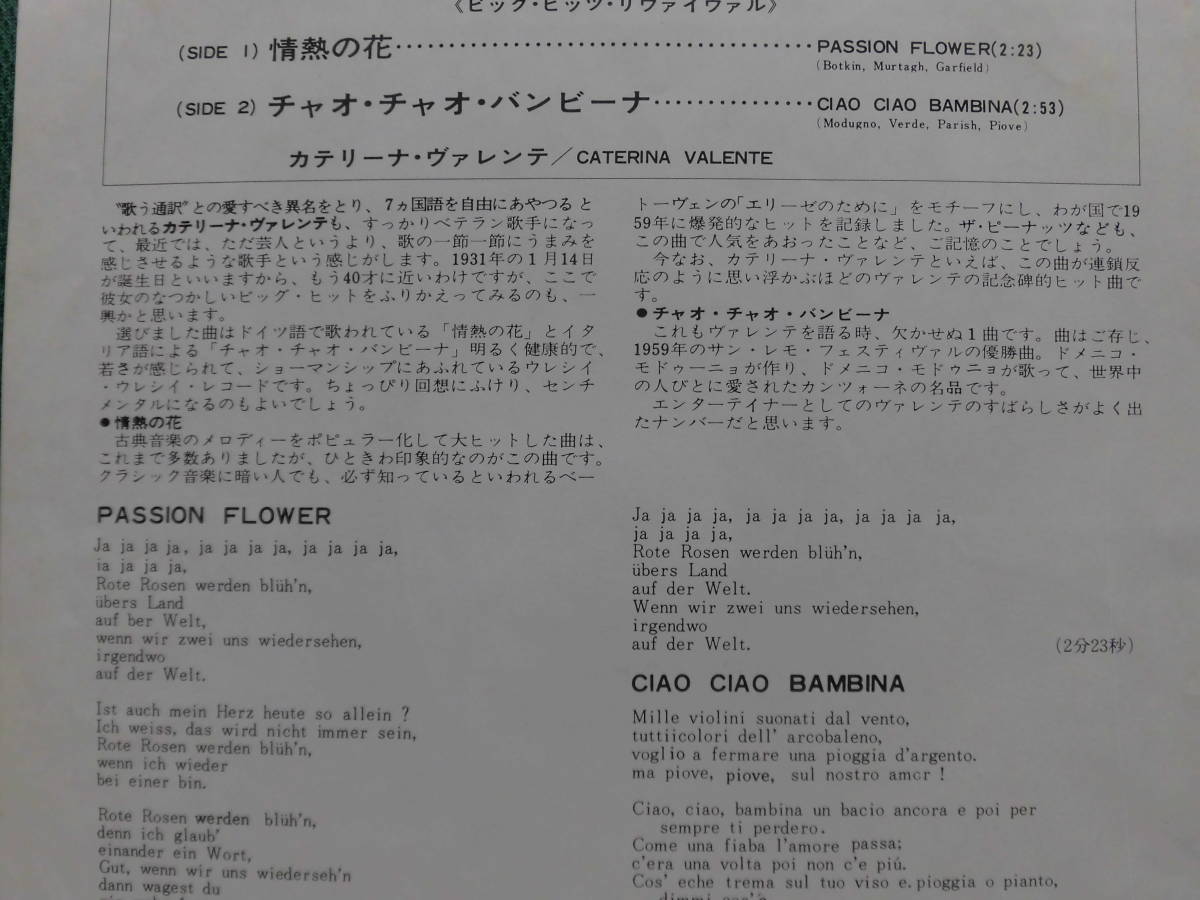 《ビッグ・ヒッツ・リヴァイヴァル》
(SIDE 1) 情熱の花 PASSION FLOWER(2:23)
(Botkin, Murtagh, Garfield)
(SIDE 2) チャオ・チャオ・バンビーナ CIAO CIAO BAMBINA(2:53)
(Modugno, Verde, Parish, Piove)
カテリーナ・ヴァレンテ/CATERINA VALENTE
“歌う通訳”との愛すべき異名をとり、7ヵ国語を自由にあやつると
いわれるカテリーナ・ヴァレンテも、すっかりベテラン歌手になっ
て、最近では、ただ芸人というより、歌の一節一節にうまみを
感じさせるような歌手という感じがします。1931年の1月14日
が誕生日といいますから、もう40才に近いわけですが、ここで
彼女のなつかしいビッグ・ヒットをふりかえってみるのも、一
興かと思います。
選びました曲はドイツ語で歌われている「情熱の花」とイタ
リア語による「チャオ・チャオ・バンビーナ」明るく健康的で、
若さが感じられて、ショーマンシップにあふれているウレシイ
・ウレシイ・レコードです。ちょっぴり回想にふけり、センチ
メンタルになるのもよいでしょう。
●情熱の花
古典音楽のメロディーをポピュラー化して大ヒットした曲は、
これまで多数ありましたが、ひときわ印象的なのがこの曲です。
クラシック音楽に暗い人でも、必ず知っているといわれるベー
トーヴェンの「エリーゼのために」をモチーフにし、わが国で19
59年に爆発的なヒットを記録しました。ザ・ピーナッツなども、
この曲で人気をあおったことなど、ご記憶のことでしょう。
今なお、カテリーナ・ヴァレンテといえば、この曲が連鎖反
応のように思い浮かぶほどのヴァレンテの記念碑的ヒット曲で
す。
●チャオ・チャオ・バンビーナ
これもヴァレンテを語る時、欠かせぬ1曲です。曲はご存じ、
1959年のサン・レモ・フェスティヴァルの優勝曲。ドメニコ・
モドゥーニョが作り、ドメニコ・モドゥニョが歌って、世界中
の人びとに愛されたカンツォーネの名品です。
エンターテイナーとしてのヴァレンテのすばらしさがよく出
たナンバーだと思います。
PASSION FLOWER
Ja ja ja ja, ja ja ja ja, ja ja ja ja,
ia ja ja ja,
Rote Rosen werden blüh'n,
übers Land
auf ber Welt,
wenn wir zwei uns wiedersehen,
irgendwo
auf der Welt.
Ist auch mein Herz heute so allein ?
Ich weiss, das wird nicht immer sein,
Rote Rosen werden blüh'n,
wenn ich wieder
bei einer bin.
Rote Rosen werden blüh'n,
denn ich glaub'
einander ein Wort,
Gut, wenn wir uns wiederseh'n
dann wagest du
Ja ja ja ja, ja ja ja ja, ja ja ja ja,
ja ja ja ja,
Rote Rosen werden blüh'n,
übers Land
auf der Welt.
Wenn wir zwei uns wiedersehen,
irgendwo
auf der Welt.
(2分23秒)
CIAO CIAO BAMBINA
Mille violini suonati dal vento,
tuttiicolori dell' arcobaleno,
voglio a fermare una pioggia d'argento.
ma piove, piove, sul nostro amor !
Ciao, ciao, bambina un bacio ancora e poi per
sempre ti perdero.
Come una fiaba l'amore passa;
c'era una volta poi non c'e piú.
Cos' eche trema sul tuo viso e. pioggia o pianto,